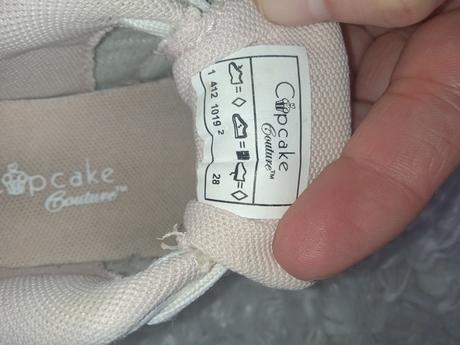 Cupcake
Couture™
= ◇
= ■
= ◇
1 412 1019 2
28
Cupcake
Couture™